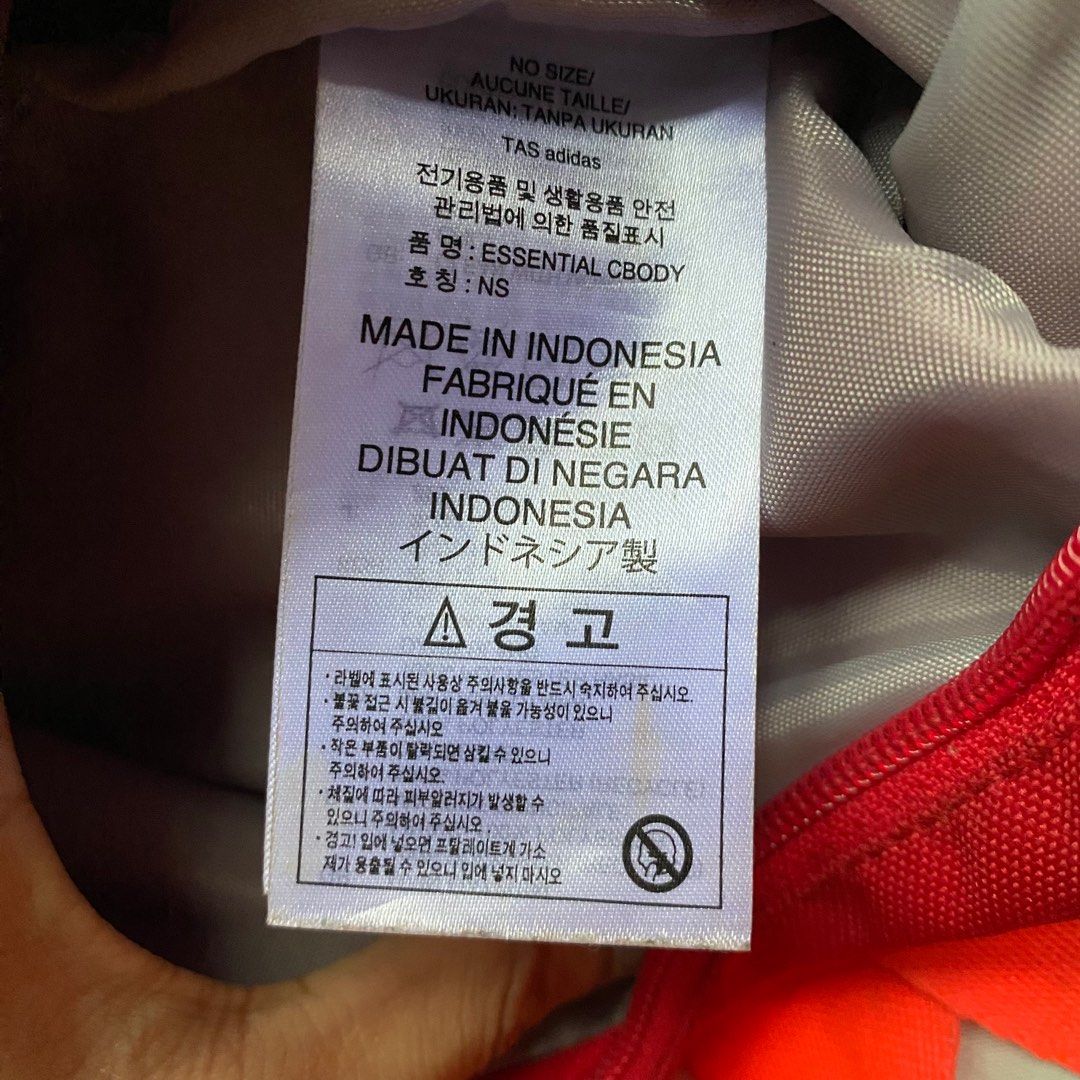 NO SIZE/
AUCUNE TAILLE/
UKURAN: TANPA UKURAN
TAS adidas
전기용품 및 생활용품 안전
관리법에 의한 품질표시
품 명 : ESSENTIAL CBODY
호 칭 : NS
MADE IN INDONESIA
FABRIQUÉ EN
INDONÉSIE
DIBUAT DI NEGARA
INDONESIA
インドネシア製
⚠ 경 고
· 라벨에 표시된 사용상 주의사항을 반드시 숙지하여 주십시오.
· 불꽃 접근 시 불길이 옮겨 붙을 가능성이 있으니
주의하여 주십시오
· 작은 부품이 탈락되면 삼킬 수 있으니
주의하여 주십시오.
· 체질에 따라 피부알러지가 발생할 수
있으니 주의하여 주십시오 .
· 경고! 입에 넣으면 프탈레이트계 가소
제가 용출될 수 있으니 입에 넣지 마시오